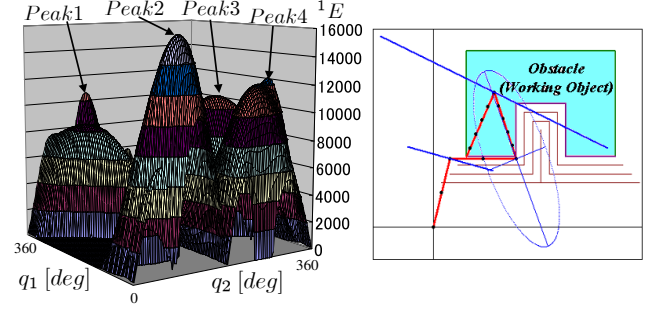 Peak1 Peak2 Peak3 Peak4 ¹E
16000
14000
12000
10000
8000
6000
4000
2000
0
360
360
q₁ [deg]
q₂ [deg]
0
Obstacle
(Working Object)